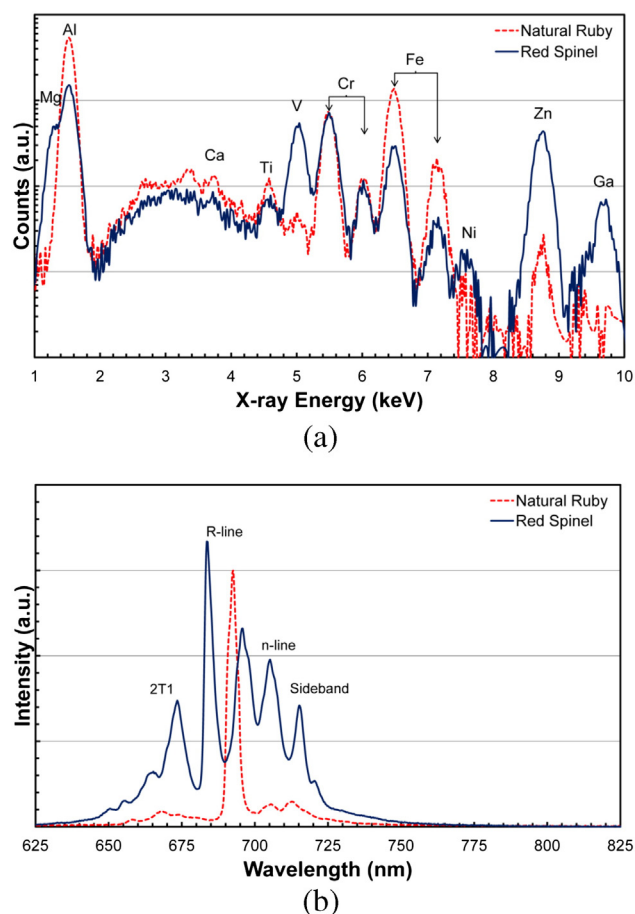 Natural Ruby
Red Spinel
Al
Mg
Ca
Ti
V
Cr
Fe
Ni
Zn
Ga
Counts (a.u.)
1 2 3 4 5 6 7 8 9 10
X-ray Energy (keV)
(a)
Natural Ruby
Red Spinel
R-line
2T1
n-line
Sideband
Intensity (a.u.)
625 650 675 700 725 750 775 800 825
Wavelength (nm)
(b)